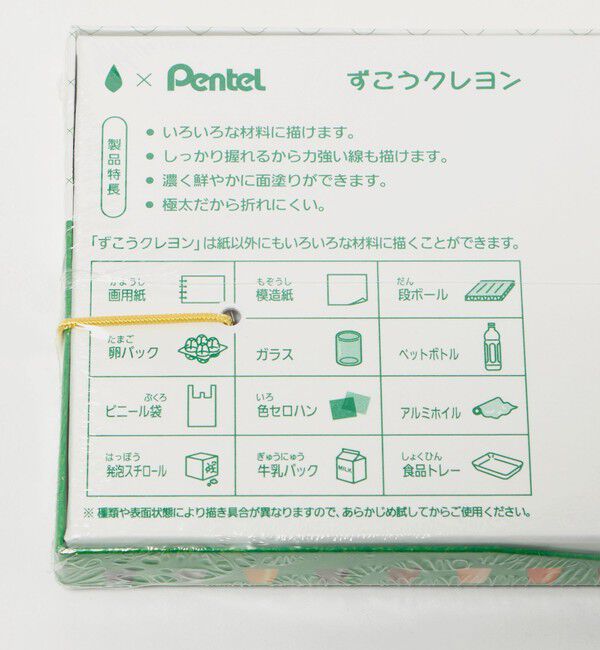 × Pentel ずこうクレヨン
製品特長
• いろいろな材料に描けます。
• しっかり握れるから力強い線も描けます。
• 濃く鮮やかに面塗りができます。
• 極太だから折れにくい。
「ずこうクレヨン」は紙以外にもいろいろな材料に描くことができます。
がようし もぞうし だん
画用紙 模造紙 段ボール
たまご
卵パック ガラス ペットボトル
ぶくろ いろ
ビニール袋 色セロハン アルミホイル
はっぽう ぎゅうにゅう しょくひん
発泡スチロール 牛乳パック MILK 食品トレー
※ 種類や表面状態により描き具合が異なりますので、あらかじめ試してからご使用ください。